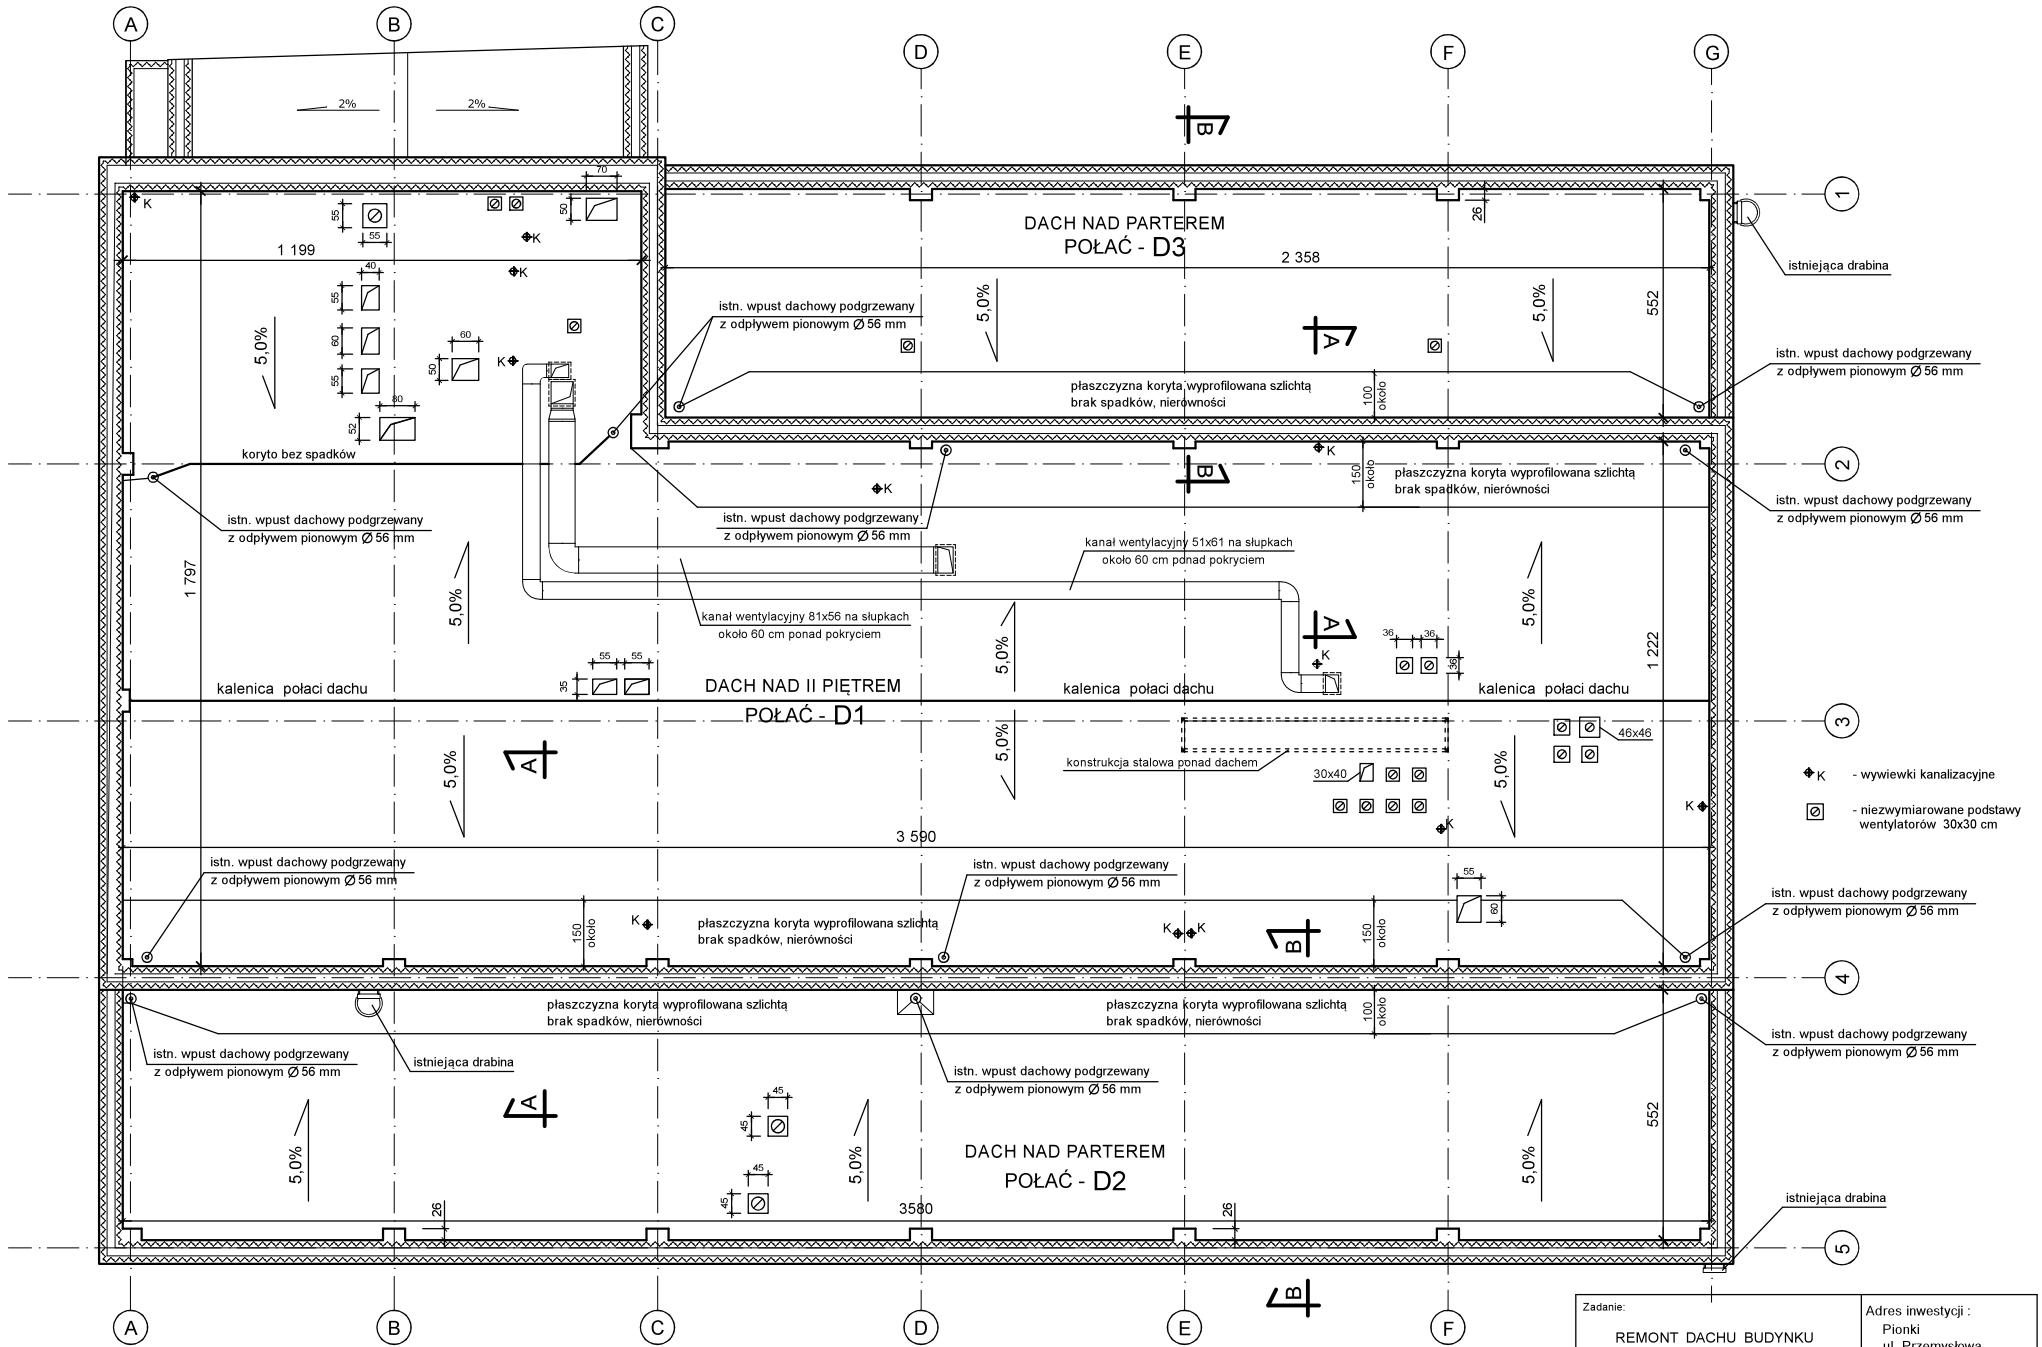 A
B
C
D
E
F
G
2%
2%
B
1
K
70
50
55
55
26
DACH NAD PARTEREM
POŁAĆ - D3
K
1 199
2 358
istniejąca drabina
40
K
55
istn. wpust dachowy podgrzewany
z odpływem pionowym Ø 56 mm
5,0%
5,0%
552
A
5,0%
60
60
50
K
istn. wpust dachowy podgrzewany
z odpływem pionowym Ø 56 mm
55
płaszczyzna koryta wyprofilowana szlichtą
brak spadków, nierówności
100
około
80
52
koryto bez spadków
K
2
B
150
około
płaszczyzna koryta wyprofilowana szlichtą
brak spadków, nierówności
K
istn. wpust dachowy podgrzewany
z odpływem pionowym Ø 56 mm
istn. wpust dachowy podgrzewany
z odpływem pionowym Ø 56 mm
istn. wpust dachowy podgrzewany
z odpływem pionowym Ø 56 mm
kanał wentylacyjny 51x61 na słupkach
około 60 cm ponad pokryciem
1 797
5,0%
5,0%
kanał wentylacyjny 81x56 na słupkach
około 60 cm ponad pokryciem
A
5,0%
36
36
36
1 222
K
55
55
35
kalenica połaci dachu
DACH NAD II PIĘTREM
kalenica połaci dachu
kalenica połaci dachu
POŁAĆ - D1
3
46x46
A
5,0%
5,0%
konstrukcja stalowa ponad dachem
30x40
5,0%
K
- wywiewki kanalizacyjne
K
- niezwymiarowane podstawy
wentylatorów 30x30 cm
K
3 590
istn. wpust dachowy podgrzewany
z odpływem pionowym Ø 56 mm
istn. wpust dachowy podgrzewany
z odpływem pionowym Ø 56 mm
55
60
istn. wpust dachowy podgrzewany
z odpływem pionowym Ø 56 mm
150
około
K
płaszczyzna koryta wyprofilowana szlichtą
brak spadków, nierówności
K
K
B
150
około
4
płaszczyzna koryta wyprofilowana szlichtą
brak spadków, nierówności
płaszczyzna koryta wyprofilowana szlichtą
brak spadków, nierówności
100
około
istn. wpust dachowy podgrzewany
z odpływem pionowym Ø 56 mm
istn. wpust dachowy podgrzewany
z odpływem pionowym Ø 56 mm
istniejąca drabina
istn. wpust dachowy podgrzewany
z odpływem pionowym Ø 56 mm
A
45
45
552
5,0%
5,0%
5,0%
DACH NAD PARTEREM
POŁAĆ - D2
45
45
istniejąca drabina
26
3580
26
5
B
A
B
C
D
E
F
Zadanie:
REMONT DACHU BUDYNKU
Adres inwestycji :
Pionki
ul. Przemysłowa